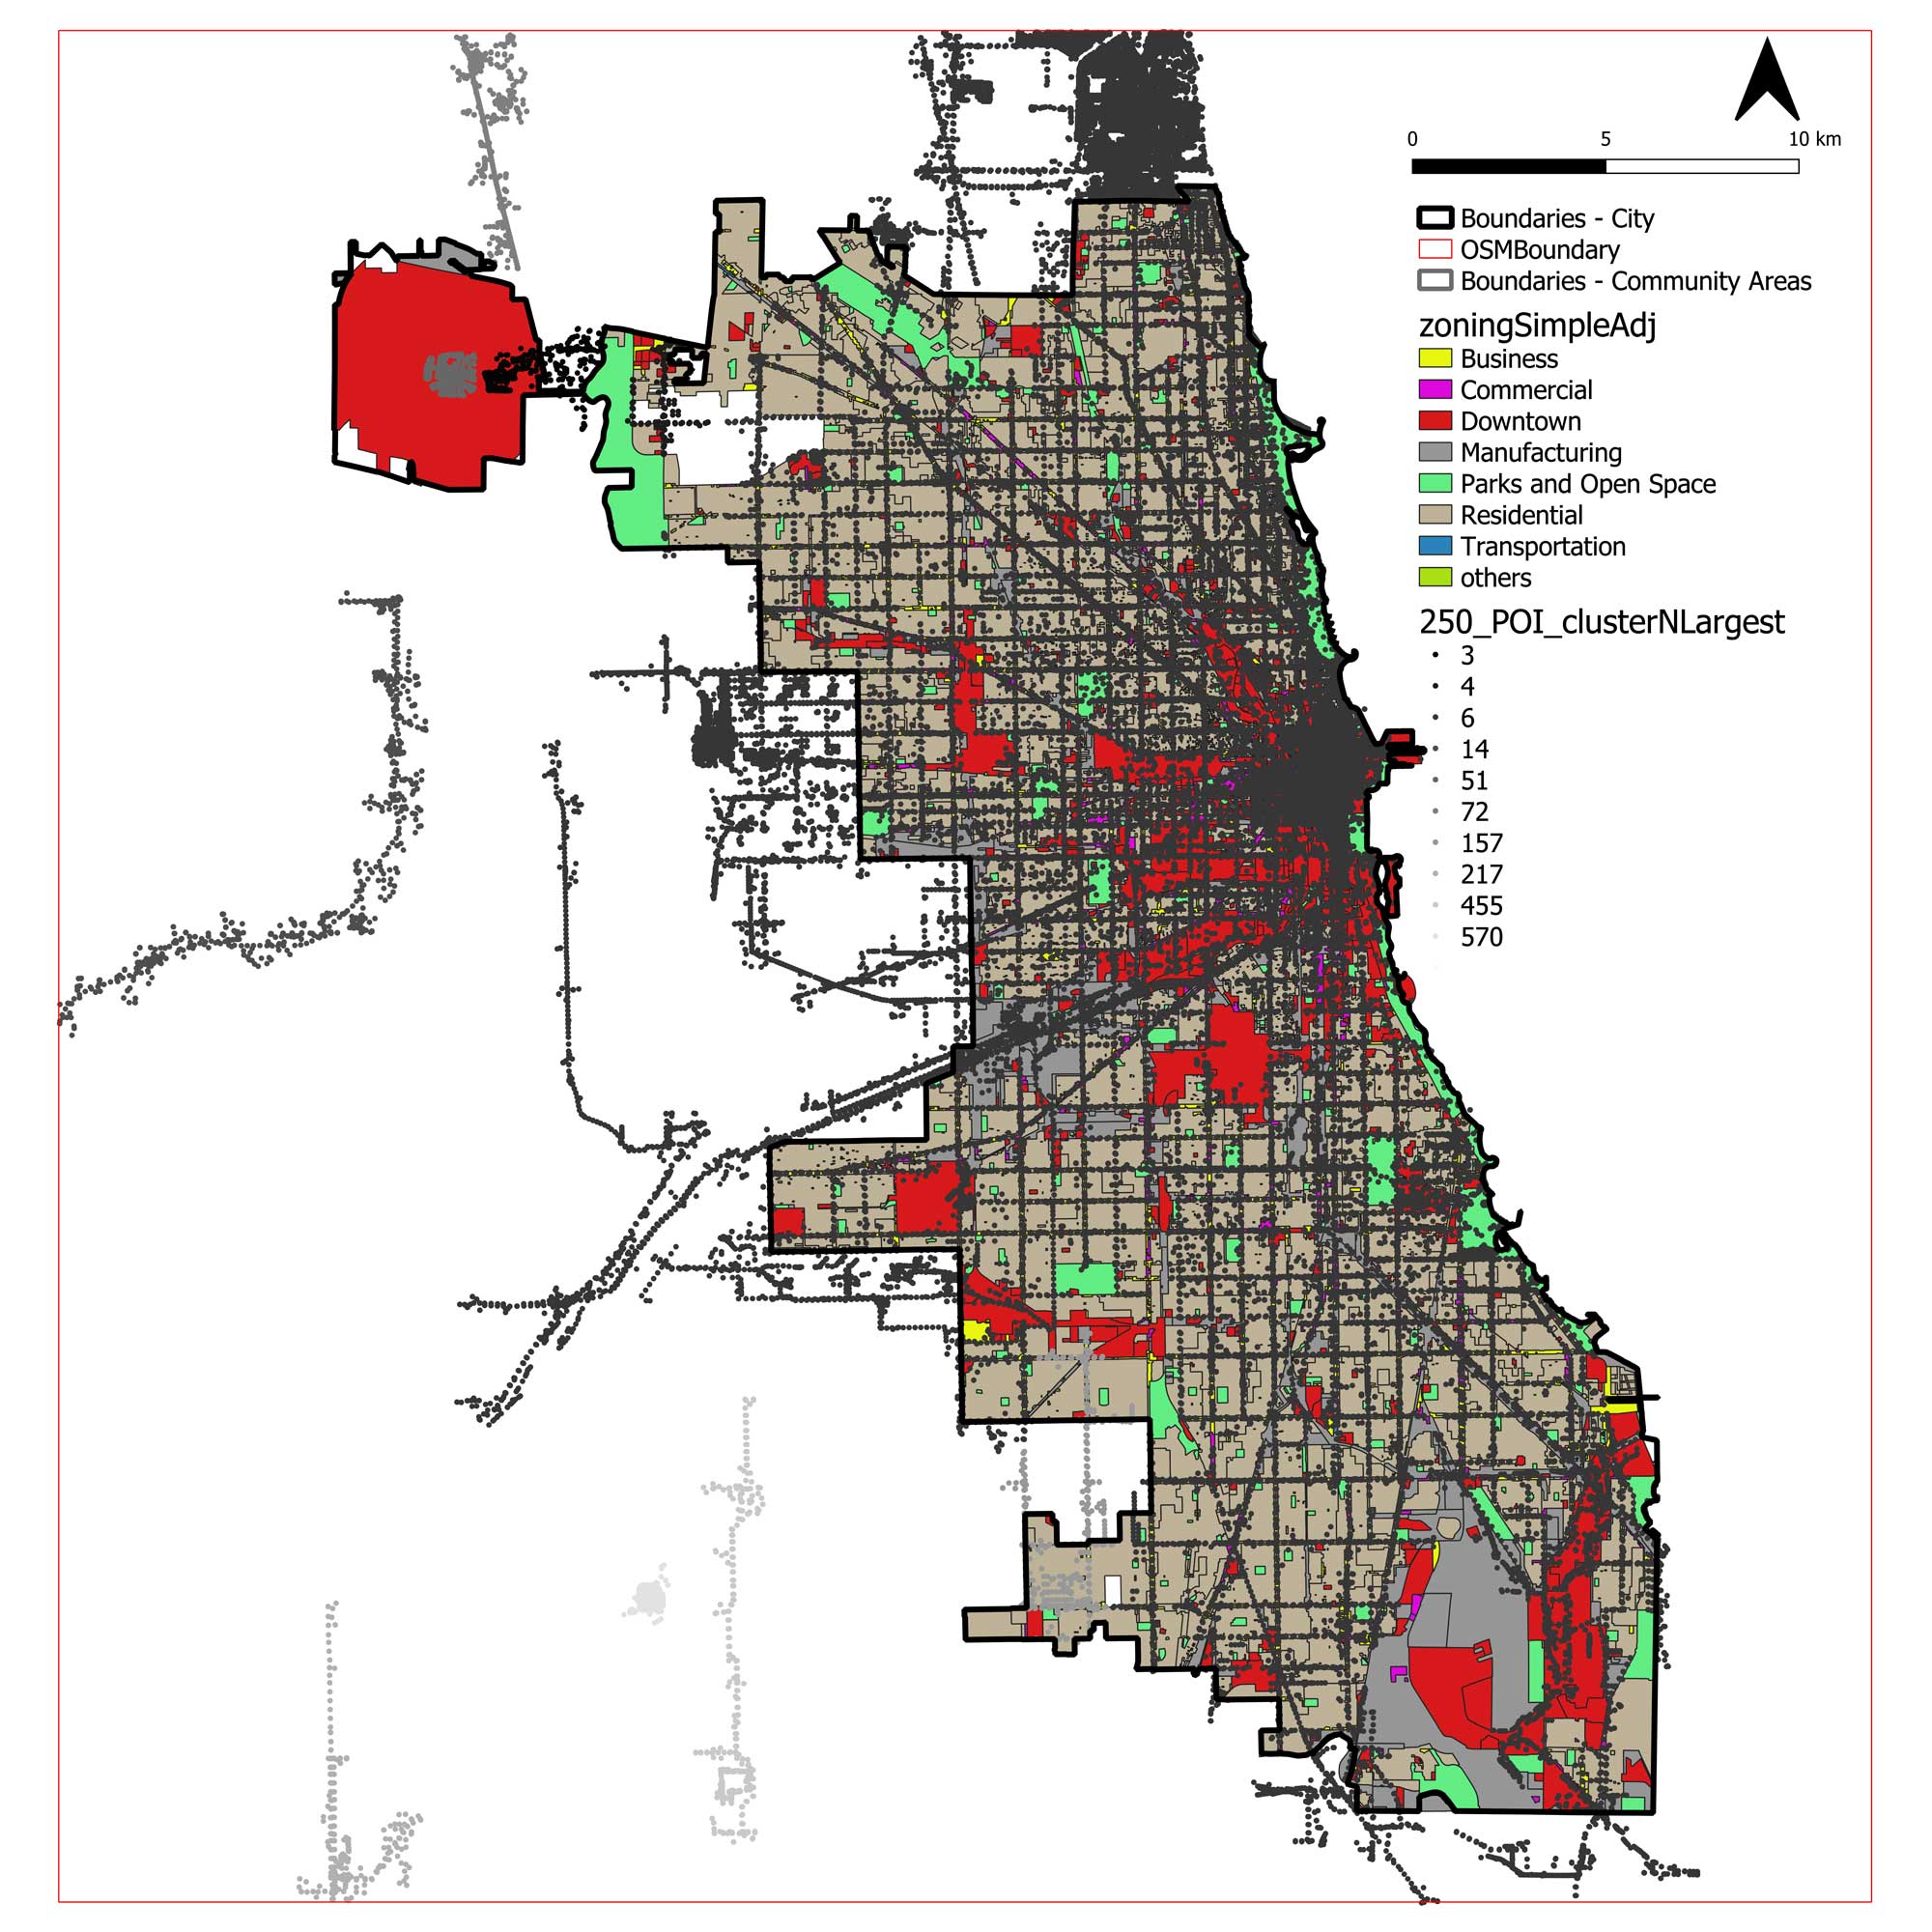 0 5 10 km
Boundaries - City
OSMBoundary
Boundaries - Community Areas
zoningSimpleAdj
Business
Commercial
Downtown
Manufacturing
Parks and Open Space
Residential
Transportation
others
250_POI_clusterNLargest
3
4
6
14
51
72
157
217
455
570